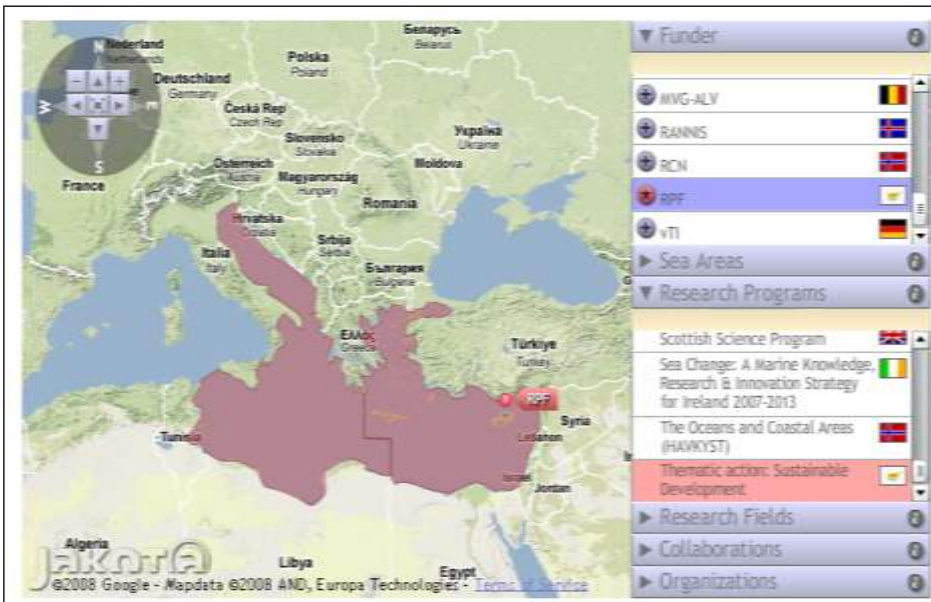 Nederland
Netherlands
Беларусь
Belarus
Polska
Poland
Deutschland
Germany
Česká Rep
Czech Rep
Slovensko
Slovakia
Україна
Ukraine
Österreich
Austria
Magyarország
Hungary
Moldova
France
Romania
Hrvatska
Croatia
Italia
Italy
Srbija
Serbia
България
Bulgaria
Ελλάς
Greece
Türkiye
Turkey
RPF
Syria
Lebanon
Tunisia
Israel
Jordan
Algeria
Libya
Egypt
N
W
E
S
Jakota
©2008 Google - Mapdata ©2008 AND, Europa Technologies - Terms of Service
Funder
MVG-ALV
RANNIS
RCN
RPF
vTI
Sea Areas
Research Programs
Scottish Science Program
Sea Change: A Marine Knowledge,
Research & Innovation Strategy
for Ireland 2007-2013
The Oceans and Coastal Areas
(HAVKYST)
Thematic action: Sustainable
Development
Research Fields
Collaborations
Organizations